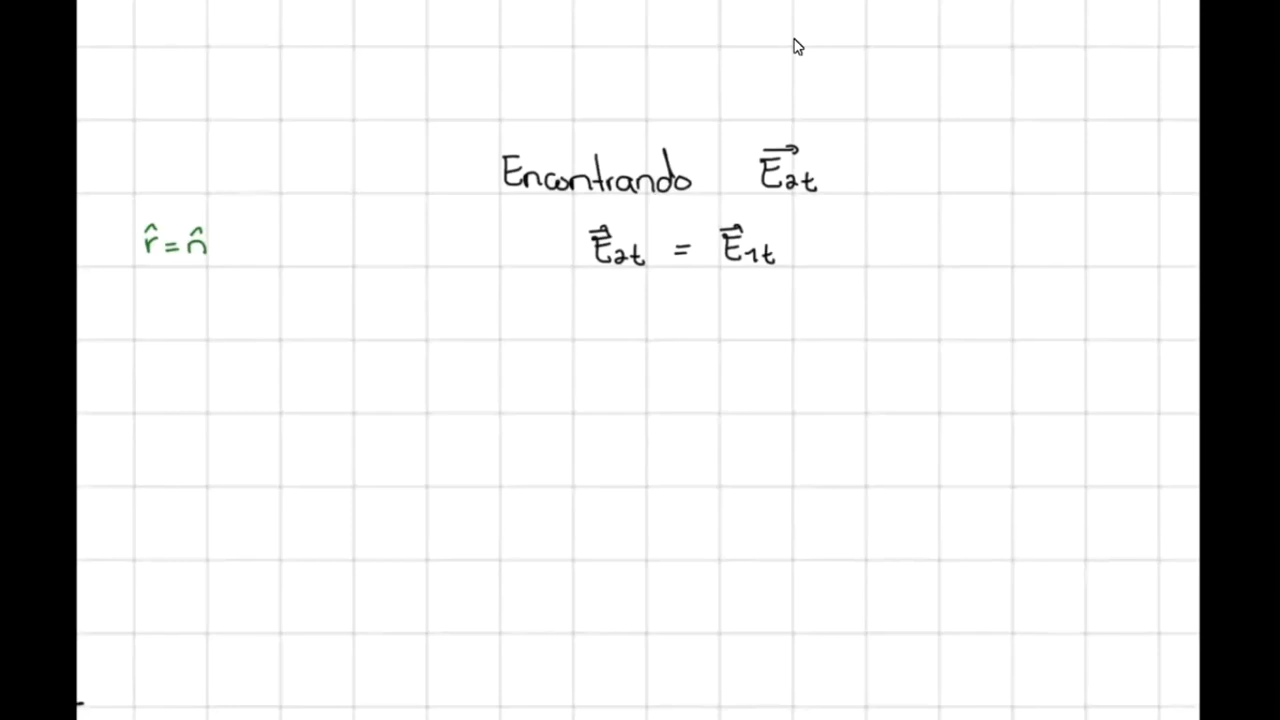 Encontrando E⃗₂t
r̂ = n̂
E⃗₂t = E⃗₁t